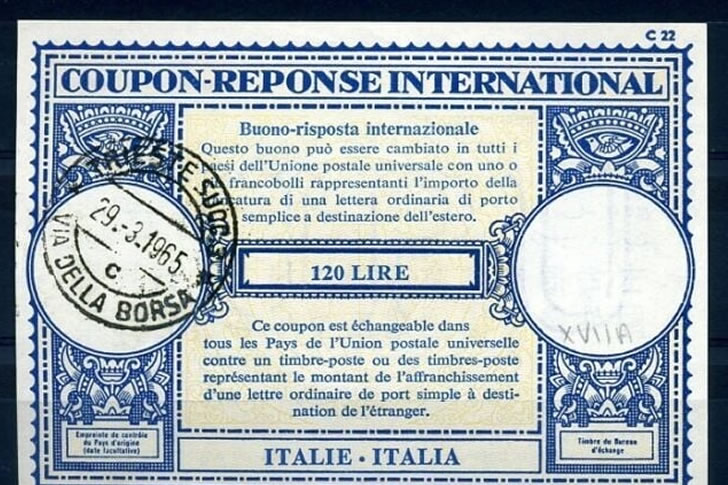 C 22
COUPON-REPONSE INTERNATIONAL
Buono-risposta internazionale
Questo buono può essere cambiato in tutti i
paesi dell'Unione postale universale con uno o
francobolli rappresentanti l'importo della
di una lettera ordinaria di porto
semplice a destinazione dell'estero.
TRIESTE SUCC.
29.-3.1965
C
VIA DELLA BORSA
120 LIRE
XVIIA
Ce coupon est échangeable dans
tous les Pays de l'Union postale universelle
contre un timbre-poste ou des timbres-poste
représentant le montant de l'affranchissement
d'une lettre ordinaire de port simple à desti-
nation de l'étranger.
Empreinte de contrôle
du Pays d'origine
(date facultative)
Timbre du Bureau
d'échange
ITALIE - ITALIA